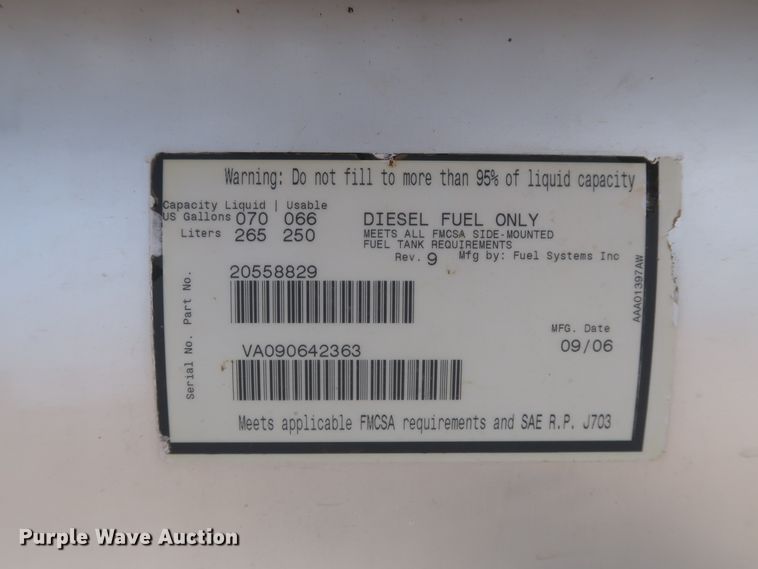 Warning: Do not fill to more than 95% of liquid capacity
Capacity Liquid | Usable
US Gallons 070 066
Liters 265 250
DIESEL FUEL ONLY
MEETS ALL FMCSA SIDE-MOUNTED
FUEL TANK REQUIREMENTS
Rev. 9 Mfg by: Fuel Systems Inc
Part No.
20558829
Serial No.
VA090642363
MFG. Date
09/06
AAA01397AW
Meets applicable FMCSA requirements and SAE R.P. J703
Purple Wave Auction